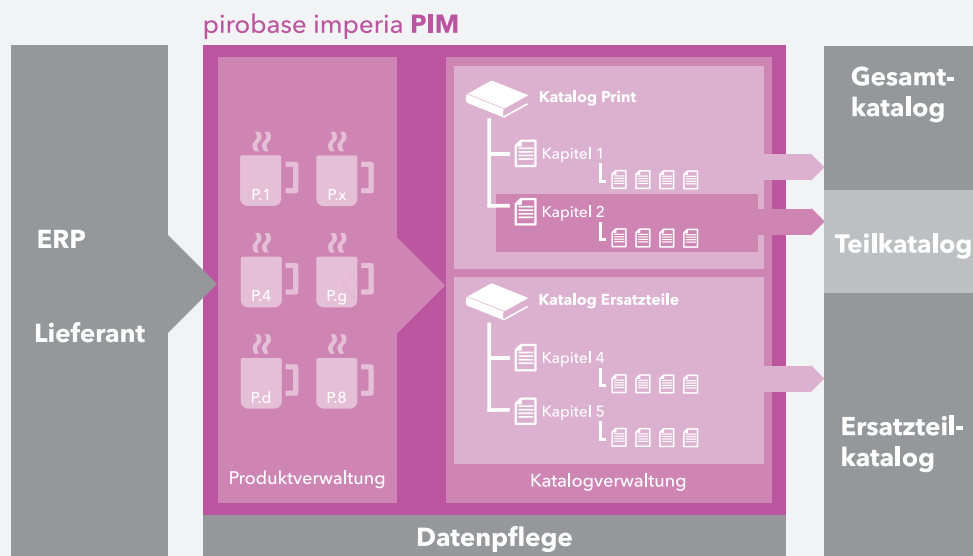 pirobase imperia PIM
ERP
Lieferant
P.1
P.x
P.4
P.g
P.d
P.8
Produktverwaltung
Katalog Print
Kapitel 1
Kapitel 2
Katalog Ersatzteile
Kapitel 4
Kapitel 5
Katalogverwaltung
Datenpflege
Gesamt-
katalog
Teilkatalog
Ersatzteil-
katalog